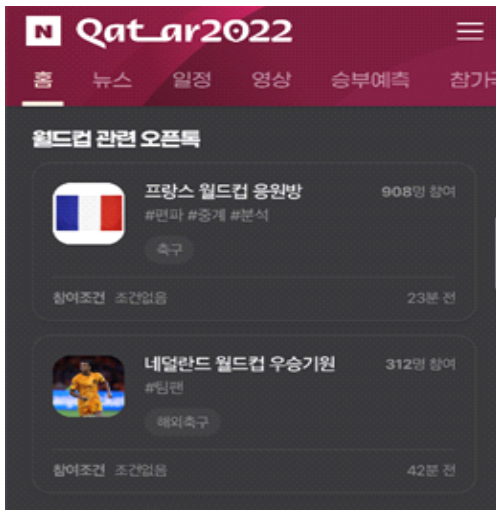 N Qatar2022
홈 뉴스 일정 영상 승부예측 참가국
월드컵 관련 오픈톡
프랑스 월드컵 응원방 908명 참여
#편파 #중계 #분석
축구
참여조건 조건없음 23분 전
네덜란드 월드컵 우승기원 312명 참여
#팀팬
해외축구
참여조건 조건없음 42분 전